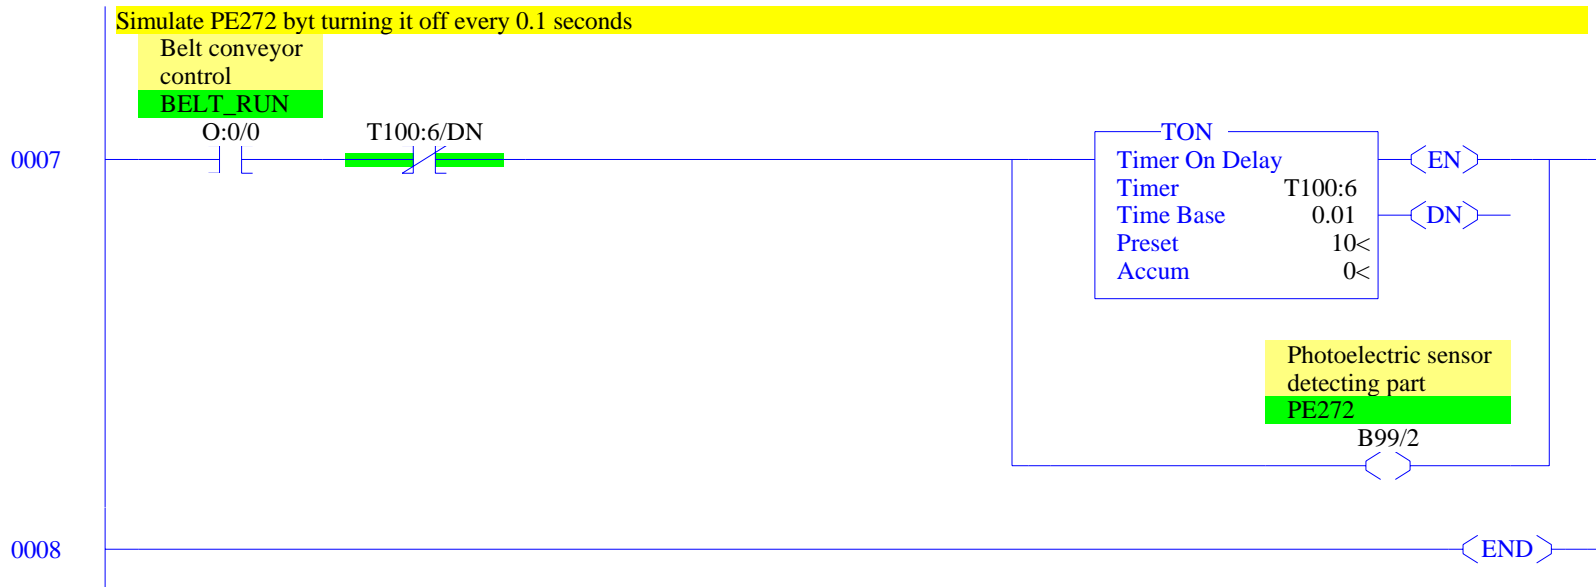 Simulate PE272 byt turning it off every 0.1 seconds
Belt conveyor
control
BELT_RUN
O:0/0
T100:6/DN
0007
TON
Timer On Delay
Timer T100:6
Time Base 0.01
Preset 10<
Accum 0<
EN
DN
Photoelectric sensor
detecting part
PE272
B99/2
0008
END